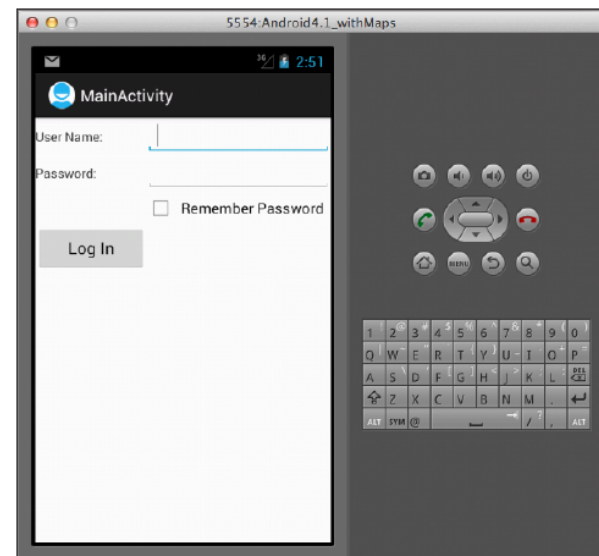 5554:Android4.1_withMaps
3G 2:51
MainActivity
User Name:
Password:
Remember Password
Log In
MENU
1 ! 2 @ 3 # 4 $ 5 % 6 ^ 7 & 8 * 9 ( 0 )
Q W E R T Y U I O P
A S D F G H J K L DEL
Z X C V B N M .
ALT SYM @ / ? , ALT